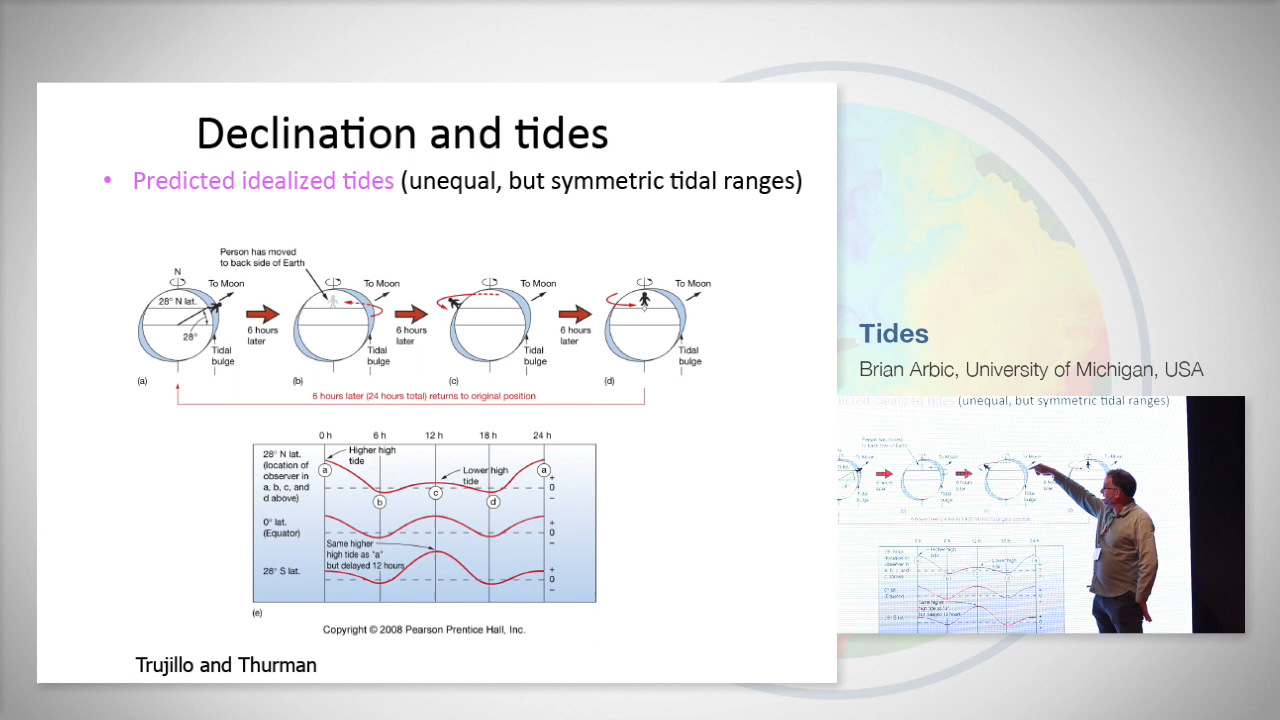 Declination and tides
• Predicted idealized tides (unequal, but symmetric tidal ranges)
Person has moved
to back side of Earth
N
To Moon
28° N lat.
28°
Tidal
bulge
(a)
6 hours
later
To Moon
Tidal
bulge
(b)
6 hours
later
To Moon
Tidal
bulge
(c)
6 hours
later
To Moon
Tidal
bulge
(d)
6 hours later (24 hours total) returns to original position
0 h 6 h 12 h 18 h 24 h
28° N lat.
(location of
observer in
a, b, c, and
d above)
Higher high
tide
Lower high
tide
a b c d a
+
0
–
0° lat.
(Equator)
+
0
–
Same higher
high tide as "a"
but delayed 12 hours
28° S lat.
+
0
–
(e)
Copyright © 2008 Pearson Prentice Hall, Inc.
Trujillo and Thurman
Tides
Brian Arbic, University of Michigan, USA
(unequal, but symmetric tidal ranges)